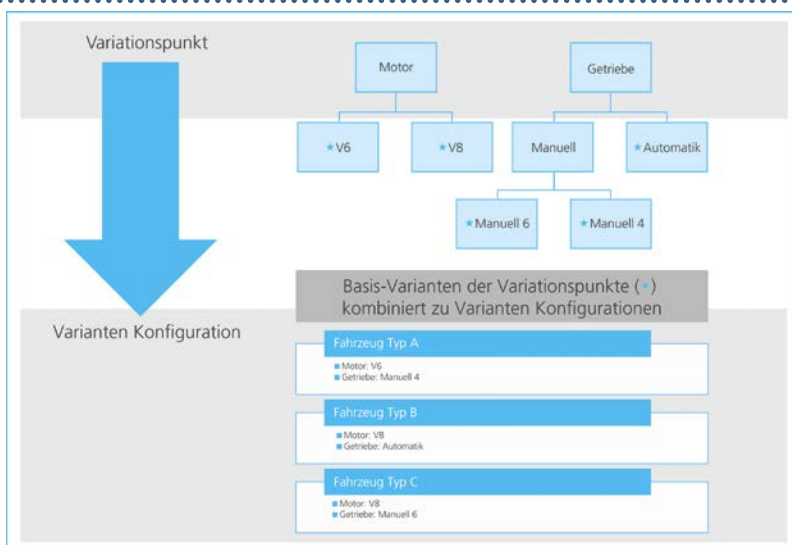 Variationspunkt
Motor
Getriebe
★V6
★V8
Manuell
★Automatik
★Manuell 6
★Manuell 4
Basis-Varianten der Variationspunkte (★)
kombiniert zu Varianten Konfigurationen
Varianten Konfiguration
Fahrzeug Typ A
■ Motor: V6
■ Getriebe: Manuell 4
Fahrzeug Typ B
■ Motor: V8
■ Getriebe: Automatik
Fahrzeug Typ C
■ Motor: V8
■ Getriebe: Manuell 6